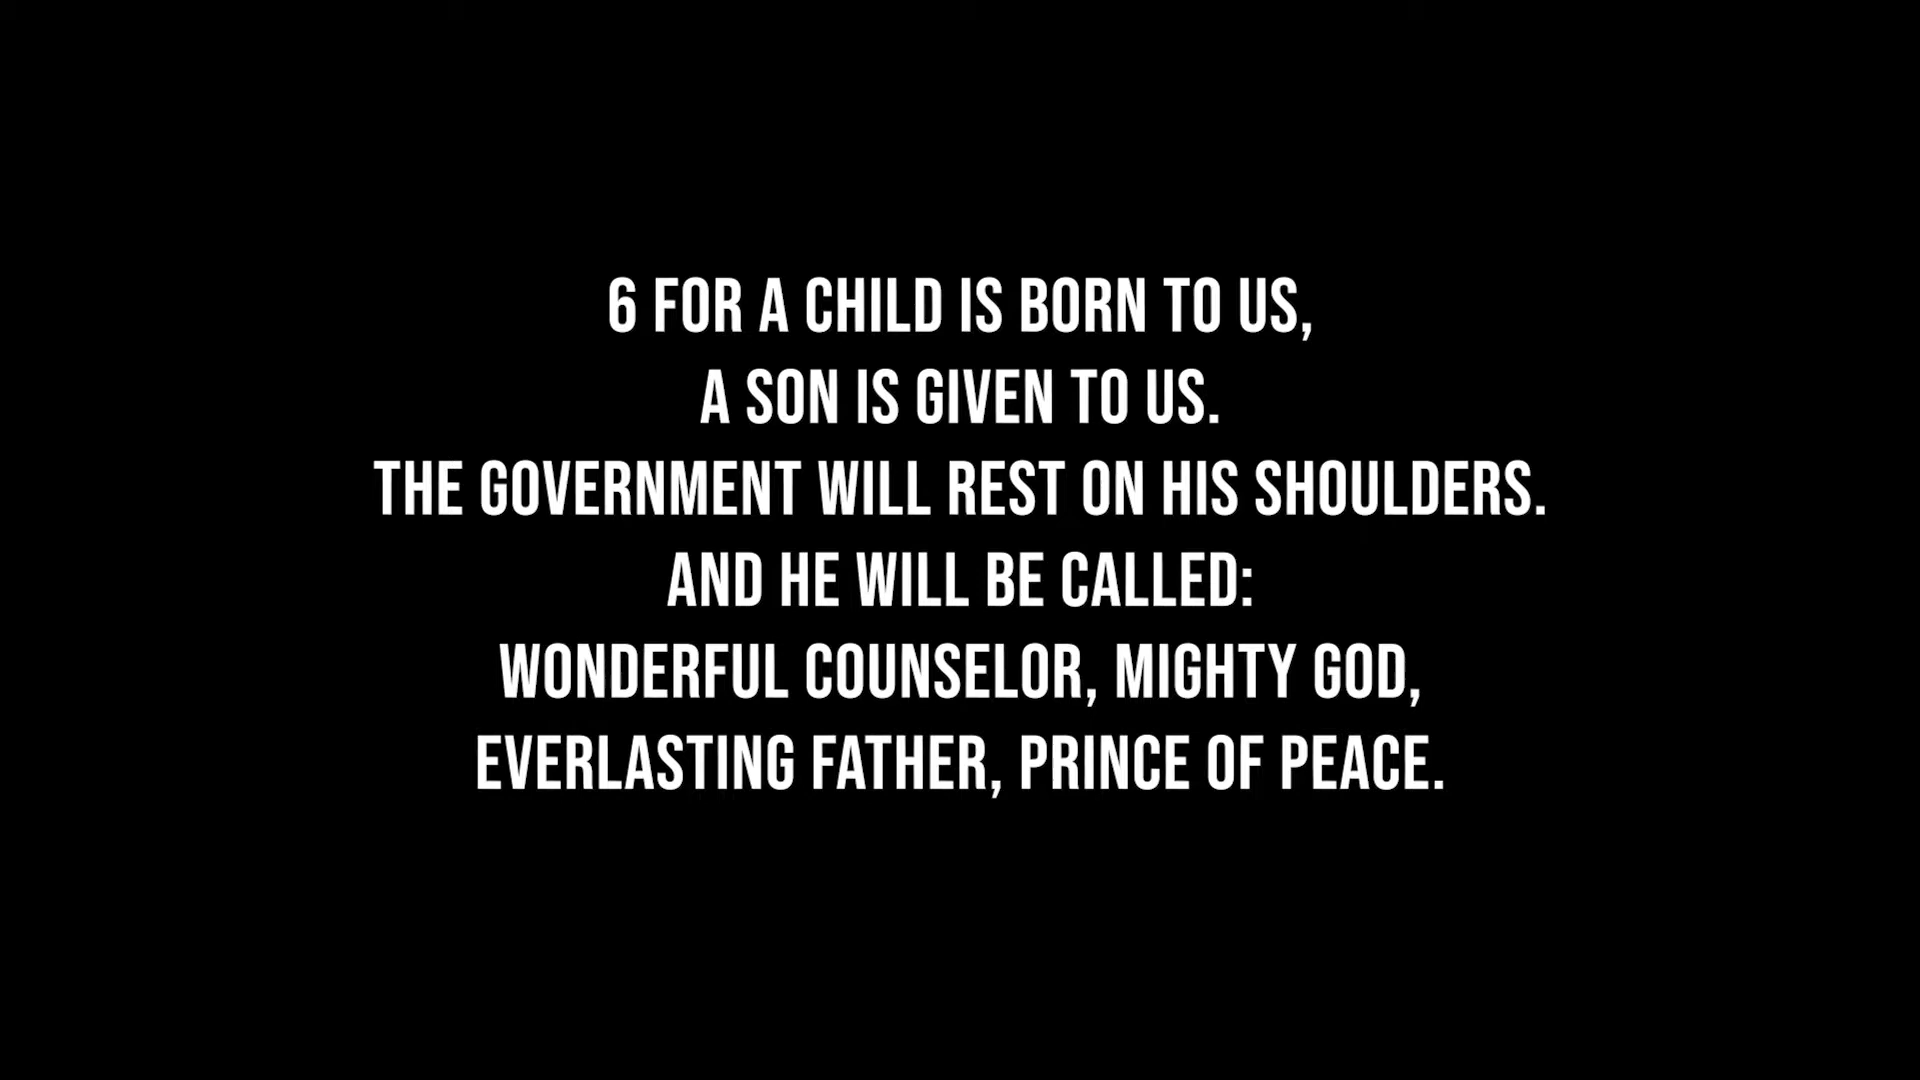 6 FOR A CHILD IS BORN TO US,
A SON IS GIVEN TO US.
THE GOVERNMENT WILL REST ON HIS SHOULDERS.
AND HE WILL BE CALLED:
WONDERFUL COUNSELOR, MIGHTY GOD,
EVERLASTING FATHER, PRINCE OF PEACE.